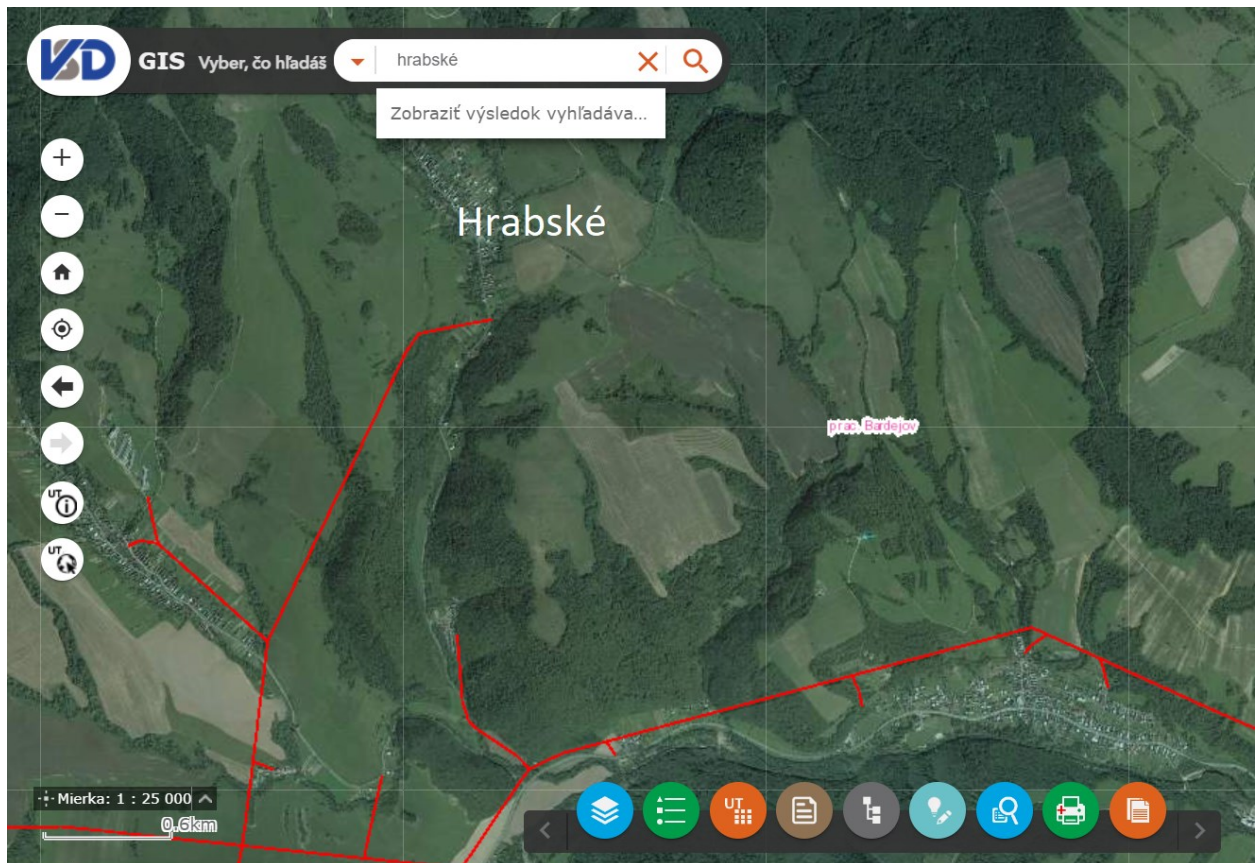 VSD GIS Vyber, čo hľadáš hrabské
Zobraziť výsledok vyhľadáva...
Hrabské
prac. Bardejov
UT
UT
Mierka: 1 : 25 000
0.6km
UT